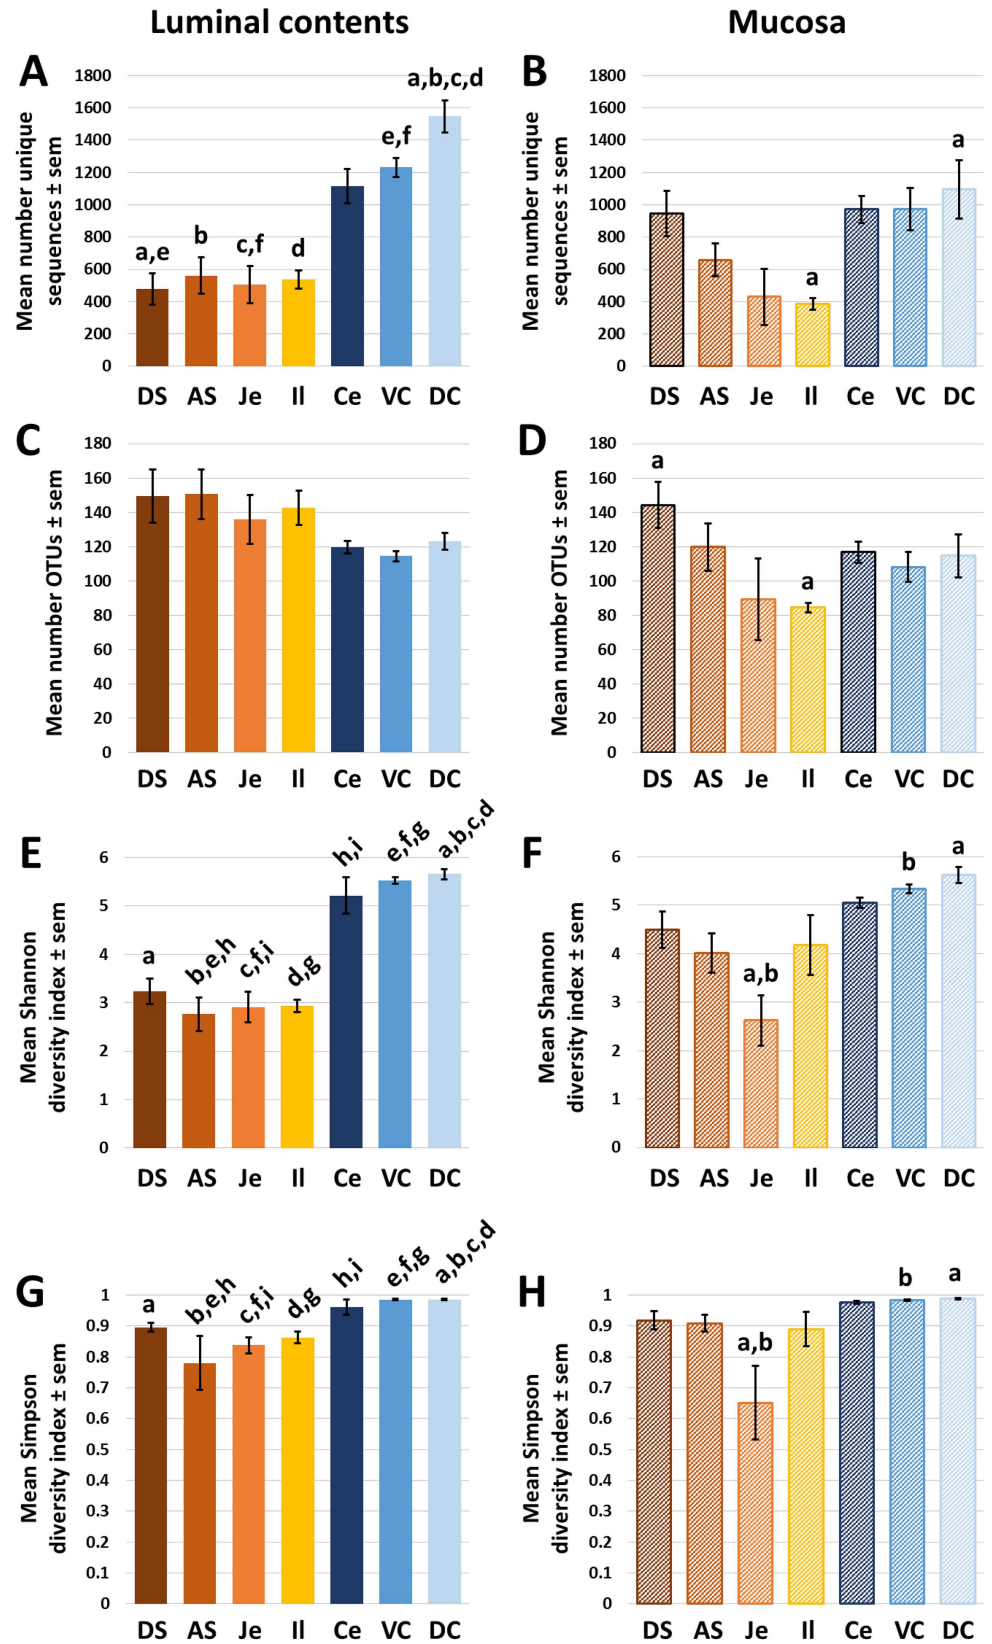 Luminal contents
Mucosa
A
Mean number unique
sequences ± sem
1800
1600
1400
1200
1000
800
600
400
200
0
a,e
b
c,f
d
e,f
a,b,c,d
DS AS Je Il Ce VC DC
B
Mean number unique
sequences ± sem
1800
1600
1400
1200
1000
800
600
400
200
0
a
a
DS AS Je Il Ce VC DC
C
Mean number OTUs ± sem
180
160
140
120
100
80
60
40
20
0
DS AS Je Il Ce VC DC
D
Mean number OTUs ± sem
180
160
140
120
100
80
60
40
20
0
a
a
DS AS Je Il Ce VC DC
E
Mean Shannon
diversity index ± sem
6
5
4
3
2
1
0
a
b,e,h
c,f,i
d,g
h,i
e,f,g
a,b,c,d
DS AS Je Il Ce VC DC
F
Mean Shannon
diversity index ± sem
6
5
4
3
2
1
0
a,b
b
a
DS AS Je Il Ce VC DC
G
Mean Simpson
diversity index ± sem
1
0.9
0.8
0.7
0.6
0.5
0.4
0.3
0.2
0.1
0
a
b,e,h
c,f,i
d,g
h,i
e,f,g
a,b,c,d
DS AS Je Il Ce VC DC
H
Mean Simpson
diversity index ± sem
1
0.9
0.8
0.7
0.6
0.5
0.4
0.3
0.2
0.1
0
a,b
b
a
DS AS Je Il Ce VC DC